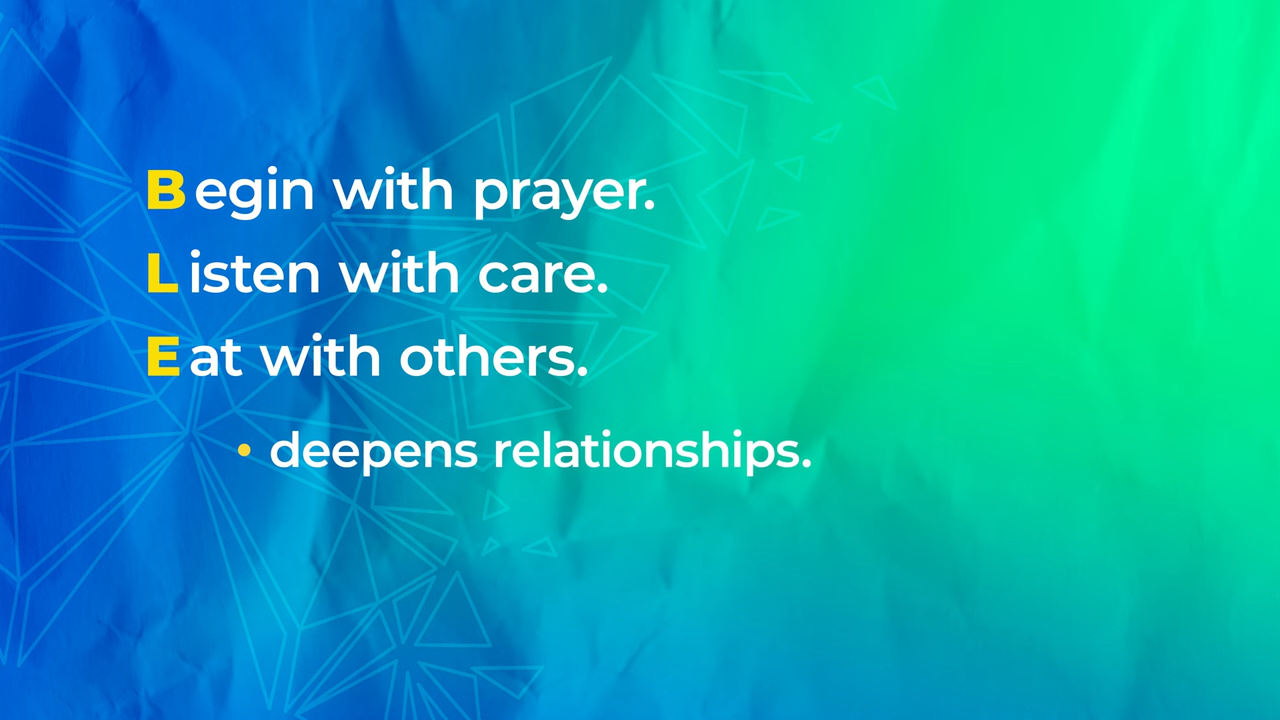 Begin with prayer.
Listen with care.
Eat with others.
• deepens relationships.